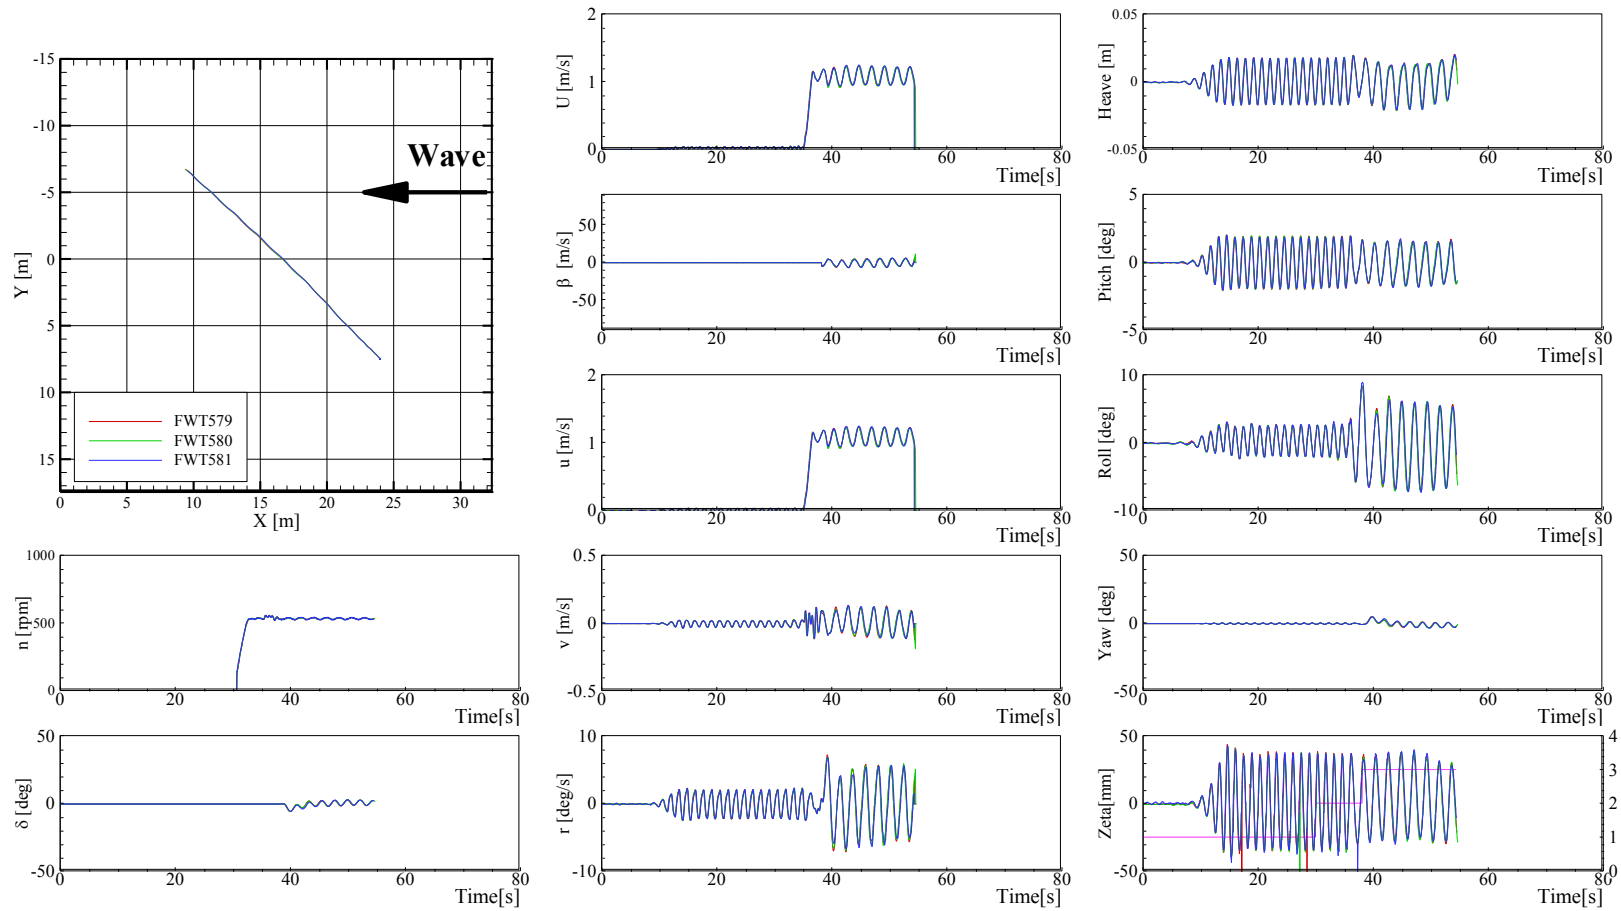 -15
-10
-5
0
5
10
15
Y [m]
Wave
FWT579
FWT580
FWT581
0 5 10 15 20 25 30
X [m]
2
1
0
U [m/s]
0 20 40 60 80
Time[s]
0.05
0
-0.05
Heave [m]
0 20 40 60 80
Time[s]
50
0
-50
β [m/s]
0 20 40 60 80
Time[s]
5
0
-5
Pitch [deg]
0 20 40 60 80
Time[s]
2
1
0
u [m/s]
0 20 40 60 80
Time[s]
10
0
-10
Roll [deg]
0 20 40 60 80
Time[s]
1000
500
0
n [rpm]
0 20 40 60 80
Time[s]
0.5
0
-0.5
v [m/s]
0 20 40 60 80
Time[s]
50
0
-50
Yaw [deg]
0 20 40 60 80
Time[s]
50
0
-50
δ [deg]
0 20 40 60 80
Time[s]
10
0
-10
r [deg/s]
0 20 40 60 80
Time[s]
50
0
-50
Zeta[mm]
4
3
2
1
0
0 20 40 60 80
Time[s]